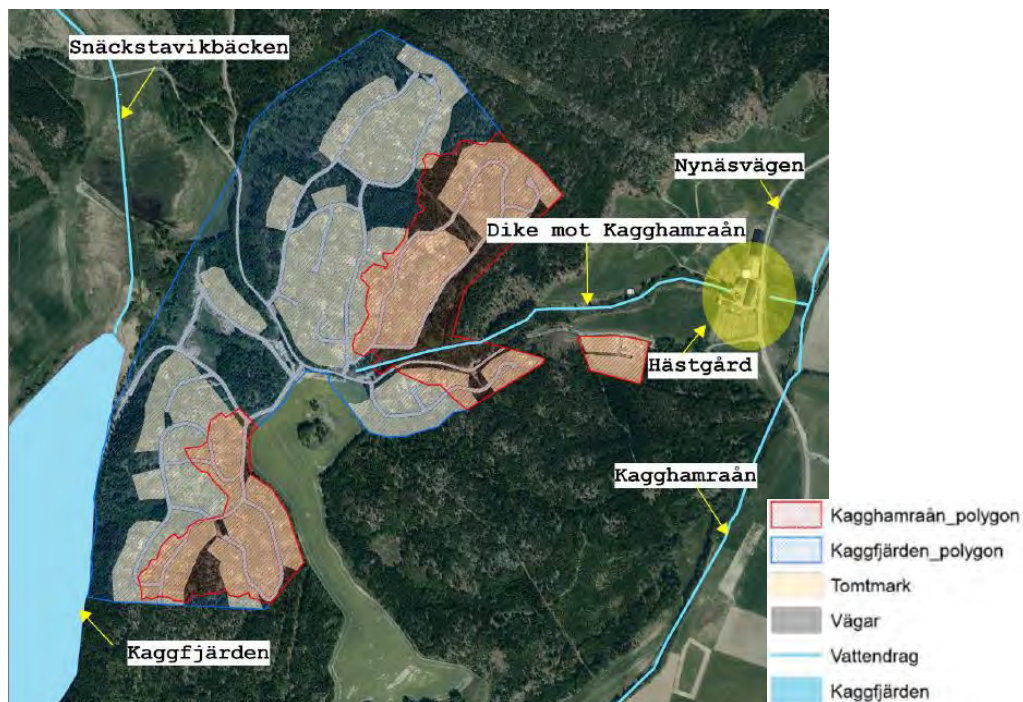 Snäckstavikbäcken
Nynäsvägen
Dike mot Kagghamraån
Hästgård
Kagghamraån
Kaggfjärden
Kagghamraån_polygon
Kaggfjärden_polygon
Tomtmark
Vägar
Vattendrag
Kaggfjärden